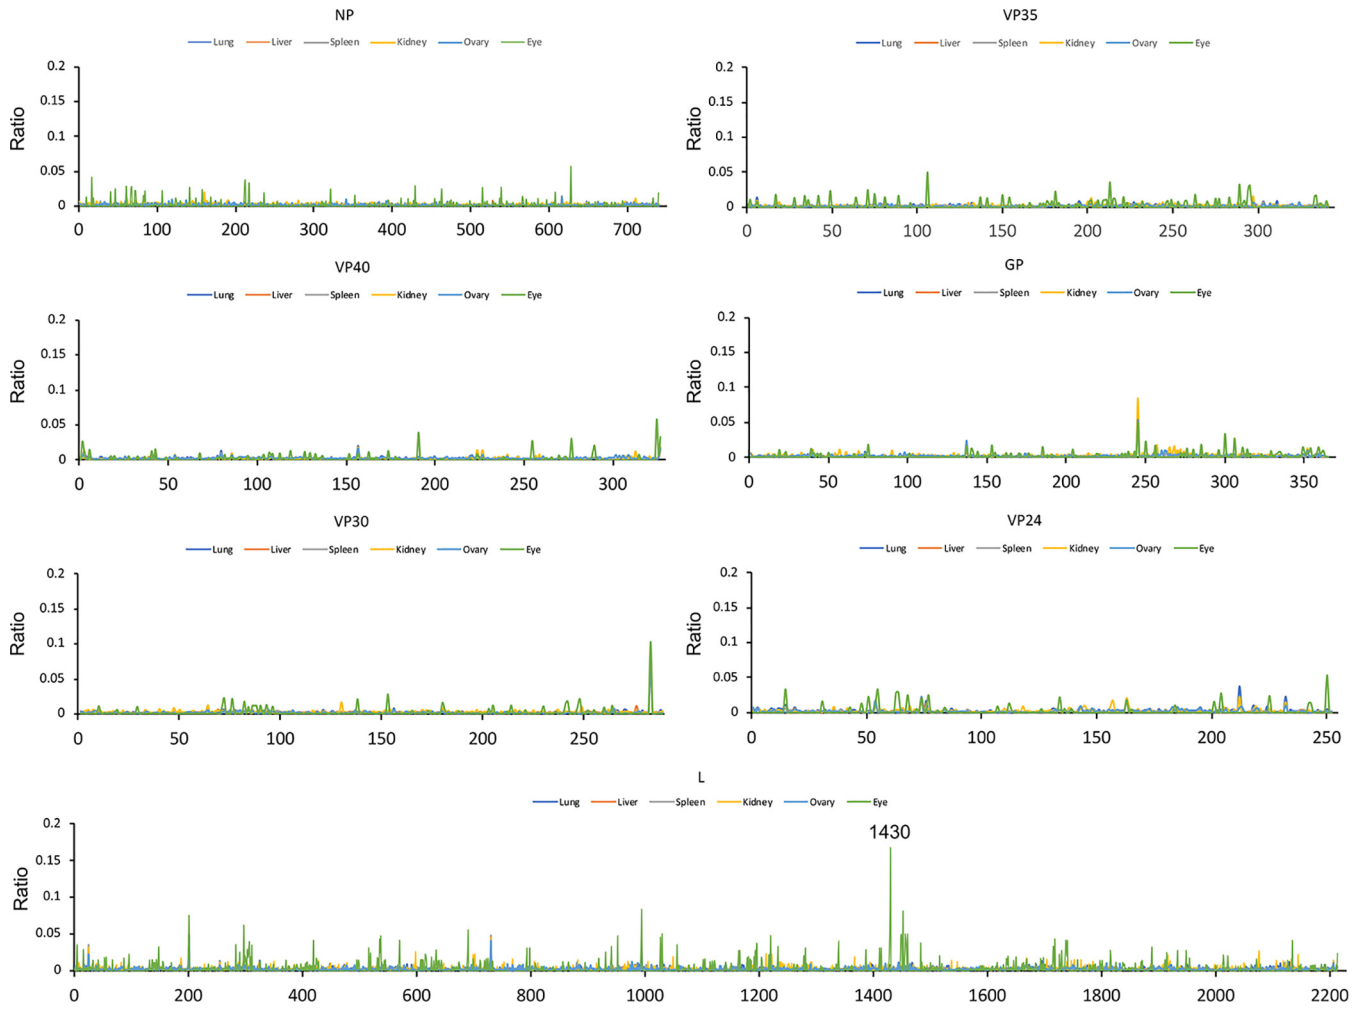 NP
Lung Liver Spleen Kidney Ovary Eye
Ratio
0.2
0.15
0.1
0.05
0
0 100 200 300 400 500 600 700
VP35
Lung Liver Spleen Kidney Ovary Eye
Ratio
0.2
0.15
0.1
0.05
0
0 50 100 150 200 250 300
VP40
Lung Liver Spleen Kidney Ovary Eye
Ratio
0.2
0.15
0.1
0.05
0
0 50 100 150 200 250 300
GP
Lung Liver Spleen Kidney Ovary Eye
Ratio
0.2
0.15
0.1
0.05
0
0 50 100 150 200 250 300 350
VP30
Lung Liver Spleen Kidney Ovary Eye
Ratio
0.2
0.15
0.1
0.05
0
0 50 100 150 200 250
VP24
Lung Liver Spleen Kidney Ovary Eye
Ratio
0.2
0.15
0.1
0.05
0
0 50 100 150 200 250
L
Lung Liver Spleen Kidney Ovary Eye
1430
Ratio
0.2
0.15
0.1
0.05
0
0 200 400 600 800 1000 1200 1400 1600 1800 2000 2200